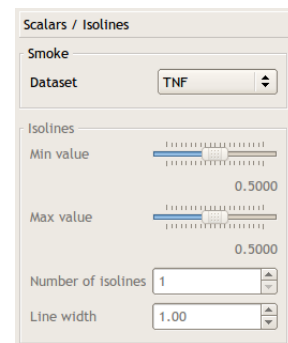 Scalars / Isolines
Smoke
Dataset TNF
Isolines
Min value
0.5000
Max value
0.5000
Number of isolines 1
Line width 1.00